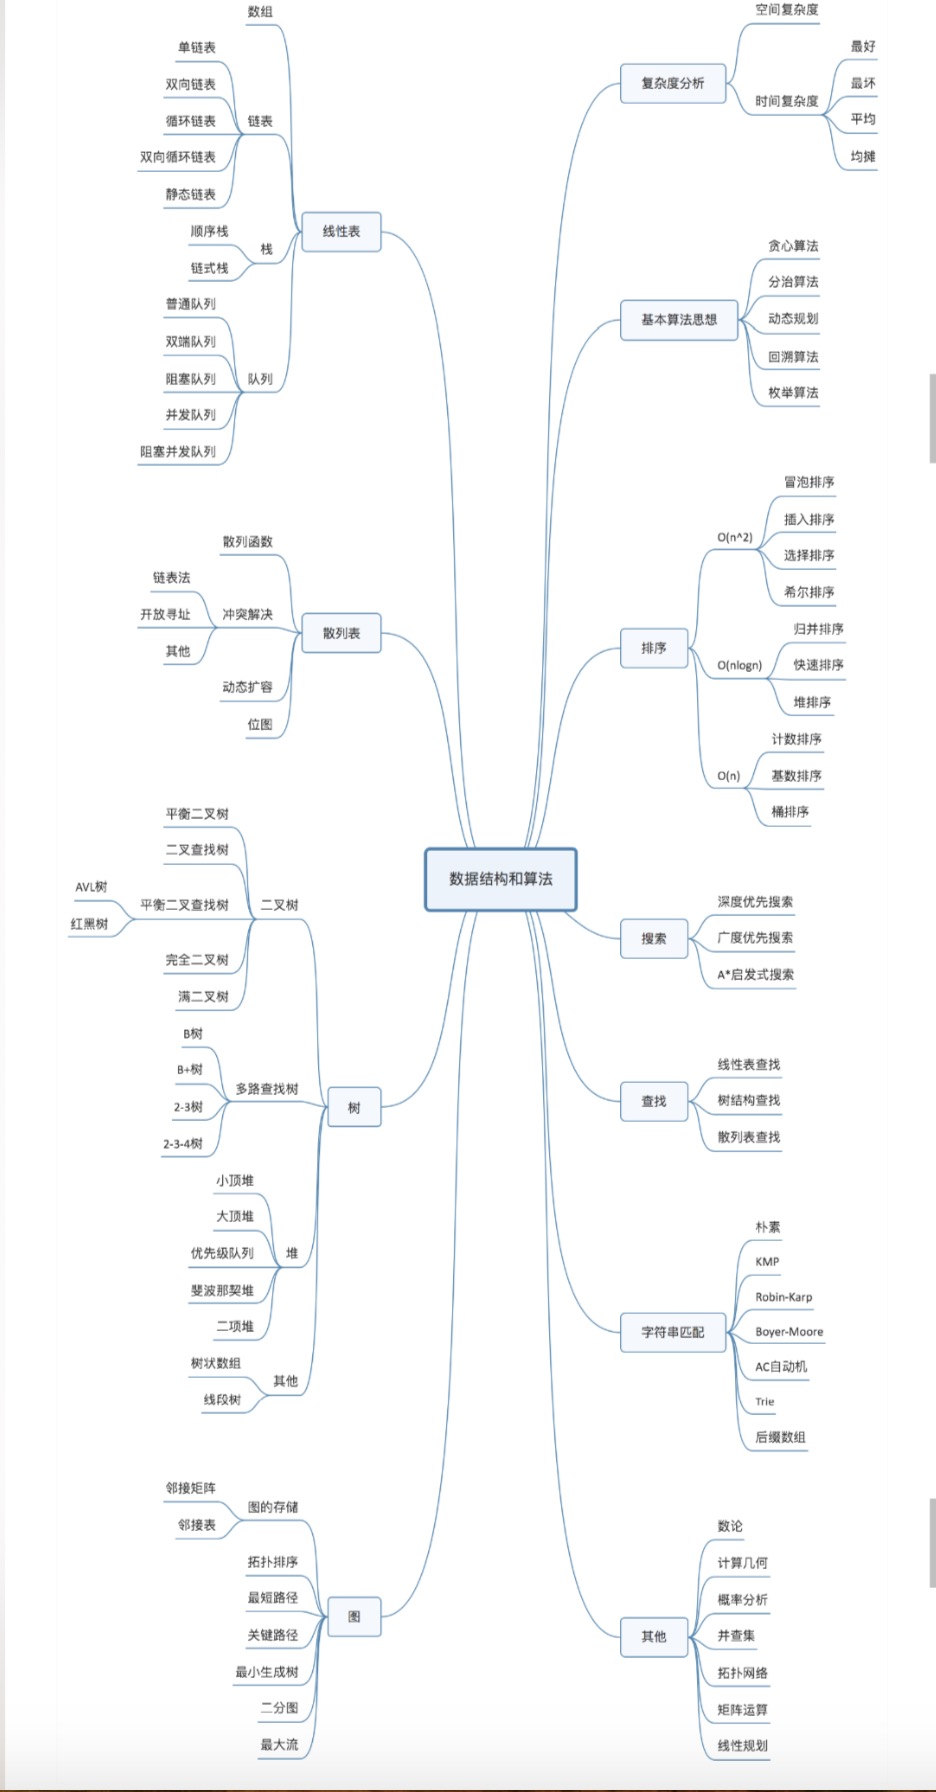 数据结构和算法
线性表
数组
链表
单链表
双向链表
循环链表
双向循环链表
静态链表
栈
顺序栈
链式栈
队列
普通队列
双端队列
阻塞队列
并发队列
阻塞并发队列
散列表
散列函数
冲突解决
链表法
开放寻址
其他
动态扩容
位图
树
二叉树
平衡二叉树
二叉查找树
平衡二叉查找树
AVL树
红黑树
完全二叉树
满二叉树
多路查找树
B树
B+树
2-3树
2-3-4树
堆
小顶堆
大顶堆
优先级队列
斐波那契堆
二项堆
其他
树状数组
线段树
图
图的存储
邻接矩阵
邻接表
拓扑排序
最短路径
关键路径
最小生成树
二分图
最大流
复杂度分析
空间复杂度
时间复杂度
最好
最坏
平均
均摊
基本算法思想
贪心算法
分治算法
动态规划
回溯算法
枚举算法
排序
O(n^2)
冒泡排序
插入排序
选择排序
希尔排序
O(nlogn)
归并排序
快速排序
堆排序
O(n)
计数排序
基数排序
桶排序
搜索
深度优先搜索
广度优先搜索
A*启发式搜索
查找
线性表查找
树结构查找
散列表查找
字符串匹配
朴素
KMP
Robin-Karp
Boyer-Moore
AC自动机
Trie
后缀数组
其他
数论
计算几何
概率分析
并查集
拓扑网络
矩阵运算
线性规划